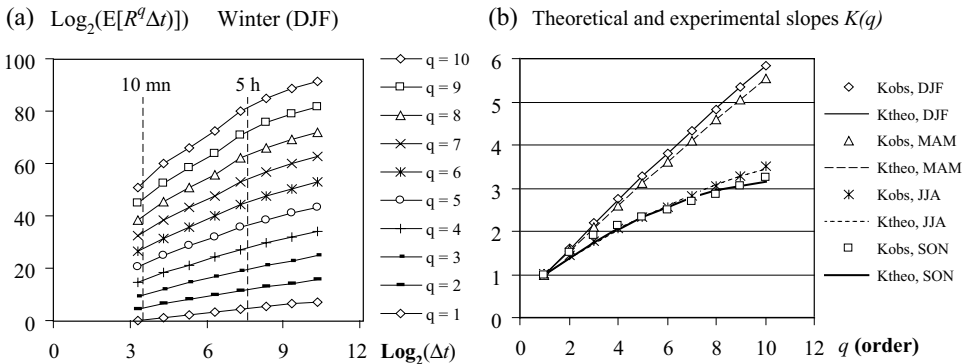 (a) Log₂(E[R^qΔt]) Winter (DJF)
100
80
60
40
20
0
10 mn 5 h
0 3 6 9 12
Log₂(Δt)
q = 10
q = 9
q = 8
q = 7
q = 6
q = 5
q = 4
q = 3
q = 2
q = 1
(b) Theoretical and experimental slopes K(q)
6
5
4
3
2
1
0
0 2 4 6 8 10
q (order)
Kobs, DJF
Ktheo, DJF
Kobs, MAM
Ktheo, MAM
Kobs, JJA
Ktheo, JJA
Kobs, SON
Ktheo, SON